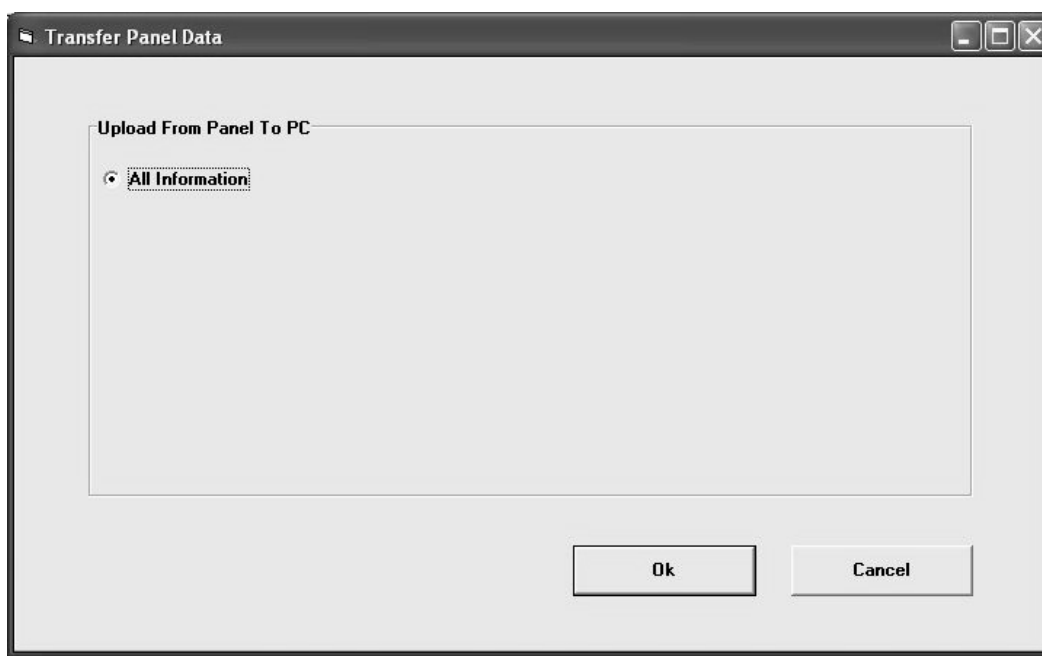 Transfer Panel Data
Upload From Panel To PC
All Information
Ok
Cancel